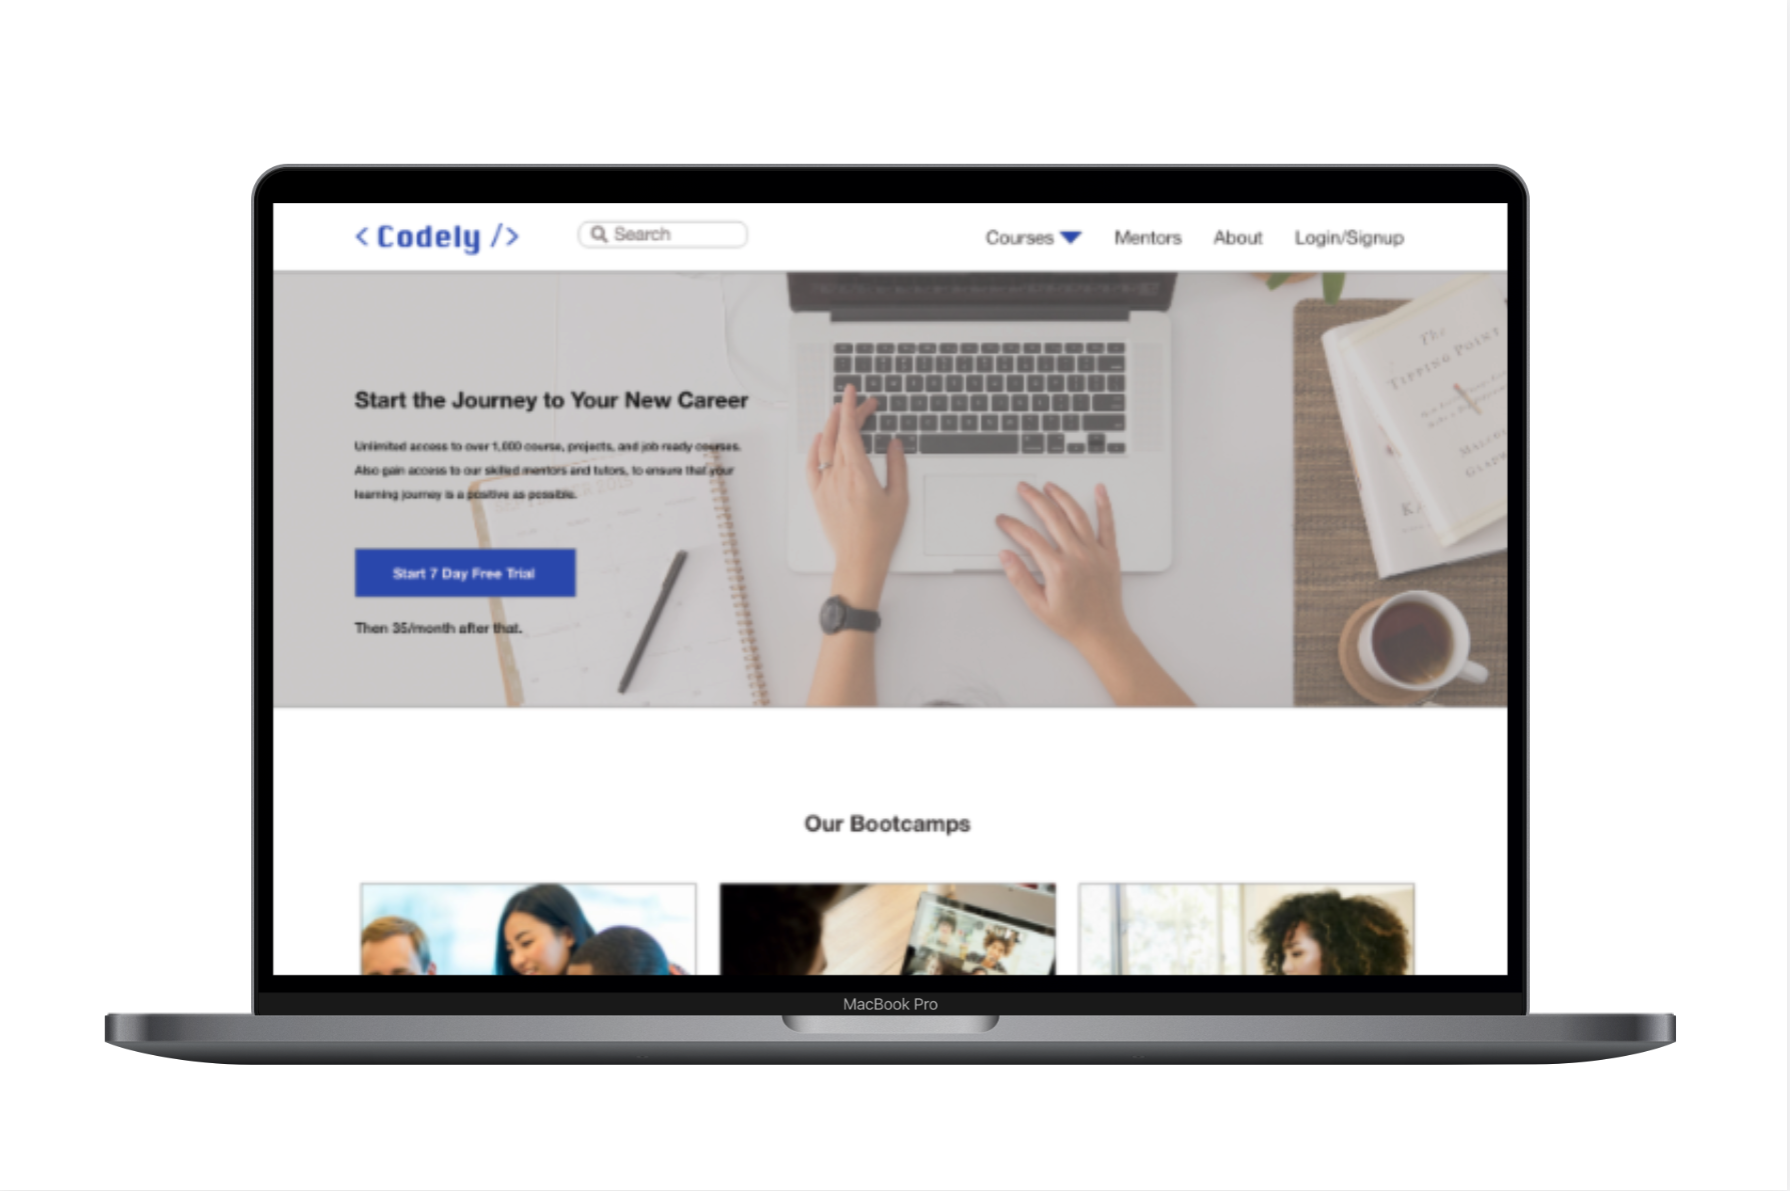 < Codely />
Search
Courses
Mentors
About
Login/Signup
The
TIPPING POINT
Start the Journey to Your New Career
Unlimited access to over 1,000 course, projects, and job ready courses.
Also gain access to our skilled mentors and tutors, to ensure that your
learning journey is a positive as possible.
Start 7 Day Free Trial
Then 35/month after that.
Our Bootcamps
MacBook Pro